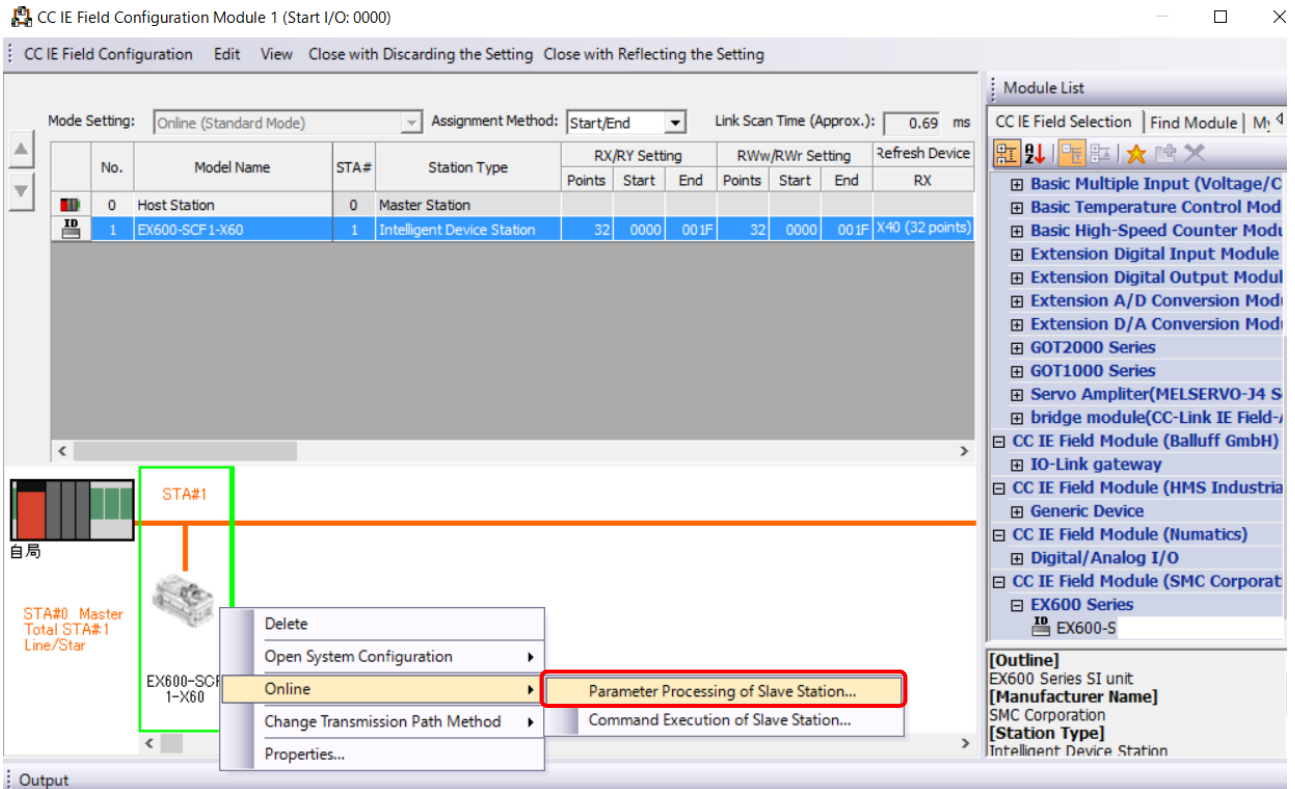 CC IE Field Configuration Module 1 (Start I/O: 0000)
CC IE Field Configuration Edit View Close with Discarding the Setting Close with Reflecting the Setting
Mode Setting: Online (Standard Mode) Assignment Method: Start/End Link Scan Time (Approx.): 0.69 ms
No. Model Name STA# Station Type RX/RY Setting RWw/RWr Setting Refresh Device
Points Start End Points Start End RX
0 Host Station 0 Master Station
ID 1 EX600-SCF1-X60 1 Intelligent Device Station 32 0000 001F 32 0000 001F X40 (32 points)
STA#1
自局
STA#0 Master
Total STA#:1
Line/Star
EX600-SCF
1-X60
Delete
Open System Configuration
Online
Change Transmission Path Method
Properties...
Parameter Processing of Slave Station...
Command Execution of Slave Station...
Output
Module List
CC IE Field Selection Find Module My
Basic Multiple Input (Voltage/C
Basic Temperature Control Mod
Basic High-Speed Counter Modu
Extension Digital Input Module
Extension Digital Output Modul
Extension A/D Conversion Modu
Extension D/A Conversion Modu
GOT2000 Series
GOT1000 Series
Servo Ampliter(MELSERVO-J4 S
bridge module(CC-Link IE Field-A
CC IE Field Module (Balluff GmbH)
IO-Link gateway
CC IE Field Module (HMS Industria
Generic Device
CC IE Field Module (Numatics)
Digital/Analog I/O
CC IE Field Module (SMC Corporat
EX600 Series
ID EX600-S
[Outline]
EX600 Series SI unit
[Manufacturer Name]
SMC Corporation
[Station Type]
Intelligent Device Station